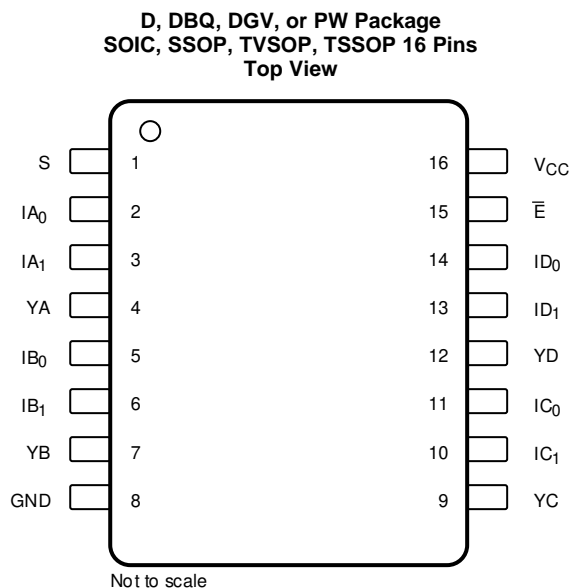 D, DBQ, DGV, or PW Package
SOIC, SSOP, TVSOP, TSSOP 16 Pins
Top View
S 1 16 VCC
IA0 2 15 E̅
IA1 3 14 ID0
YA 4 13 ID1
IB0 5 12 YD
IB1 6 11 IC0
YB 7 10 IC1
GND 8 9 YC
Not to scale